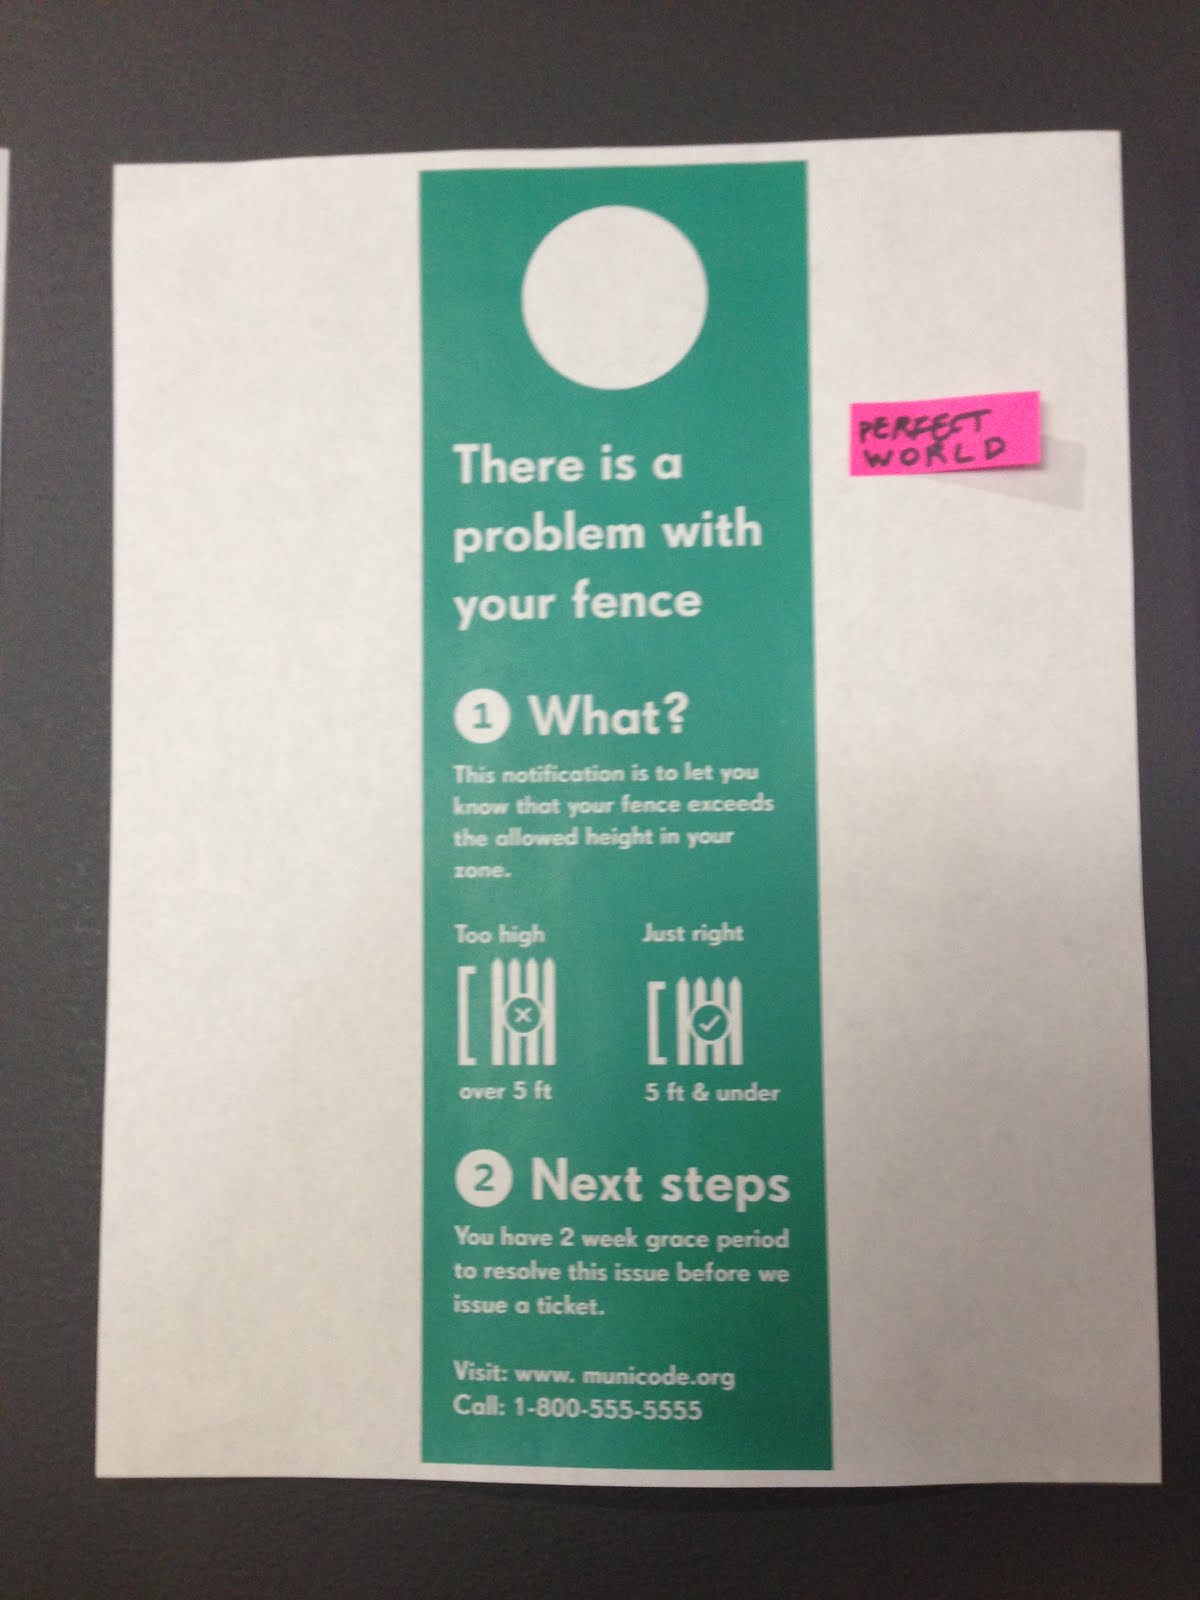 There is a
problem with
your fence
PERFECT
WORLD
1 What?
This notification is to let you
know that your fence exceeds
the allowed height in your
zone.
Too high
Just right
over 5 ft
5 ft & under
2 Next steps
You have 2 week grace period
to resolve this issue before we
issue a ticket.
Visit: www. municode.org
Call: 1-800-555-5555